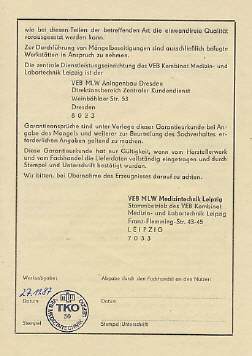 wie bei diesen Teilen der betreffenden Art die einwandfreie Qualität
vorausgesetzt werden kann.
Zur Durchführung von Mängelbeseitigungen sind ausschließlich befugte
Werkstätten in Anspruch zu nehmen.
Die zentrale Dienstleistungseinrichtung des VEB Kombinat Medizin- und
Labortechnik Leipzig ist der
VEB MLW Anlagenbau Dresden
Direktionsbereich Zentraler Kundendienst
Weinböhlaer Str. 53
Dresden
8023
Garantieansprüche sind unter Vorlage dieser Garantieurkunde bei An-
gabe des Mangels und weiterer zur Beurteilung des Sachverhaltes er-
forderlichen Angaben geltend zu machen.
Diese Garantieurkunde hat nur Gültigkeit, wenn vom Herstellerwerk
und vom Fachhandel die Lieferdaten vollständig eingetragen und durch
Stempel und Unterschrift bestätigt wurden.
Wir bitten, bei Übernahme des Erzeugnisses darauf zu achten.
VEB MLW Medizintechnik Leipzig
Stammbetrieb des VEB Kombinat
Medizin- und Labortechnik Leipzig
Franz-Flemming-Str. 43-45
LEIPZIG
7035
Werksabgabe:
Abgabe durch den Fachhandel an den Nutzer:
Datum
Datum
TKO
36
Stempel
Stempel/Unterschrift